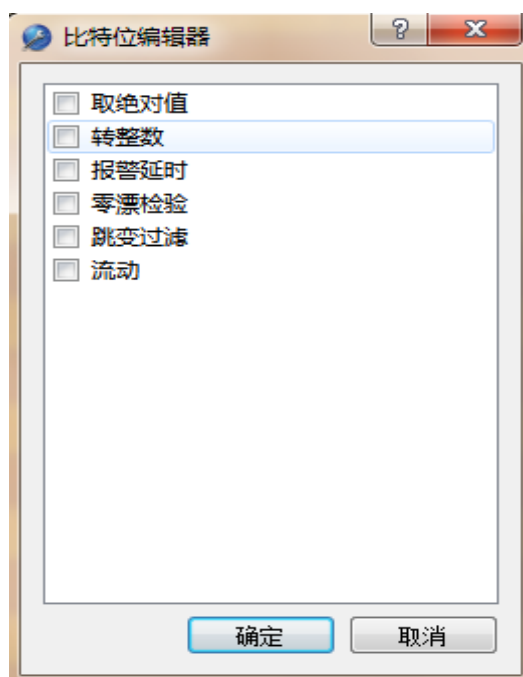 比特位编辑器
取绝对值
转整数
报警延时
零漂检验
跳变过滤
流动
确定
取消